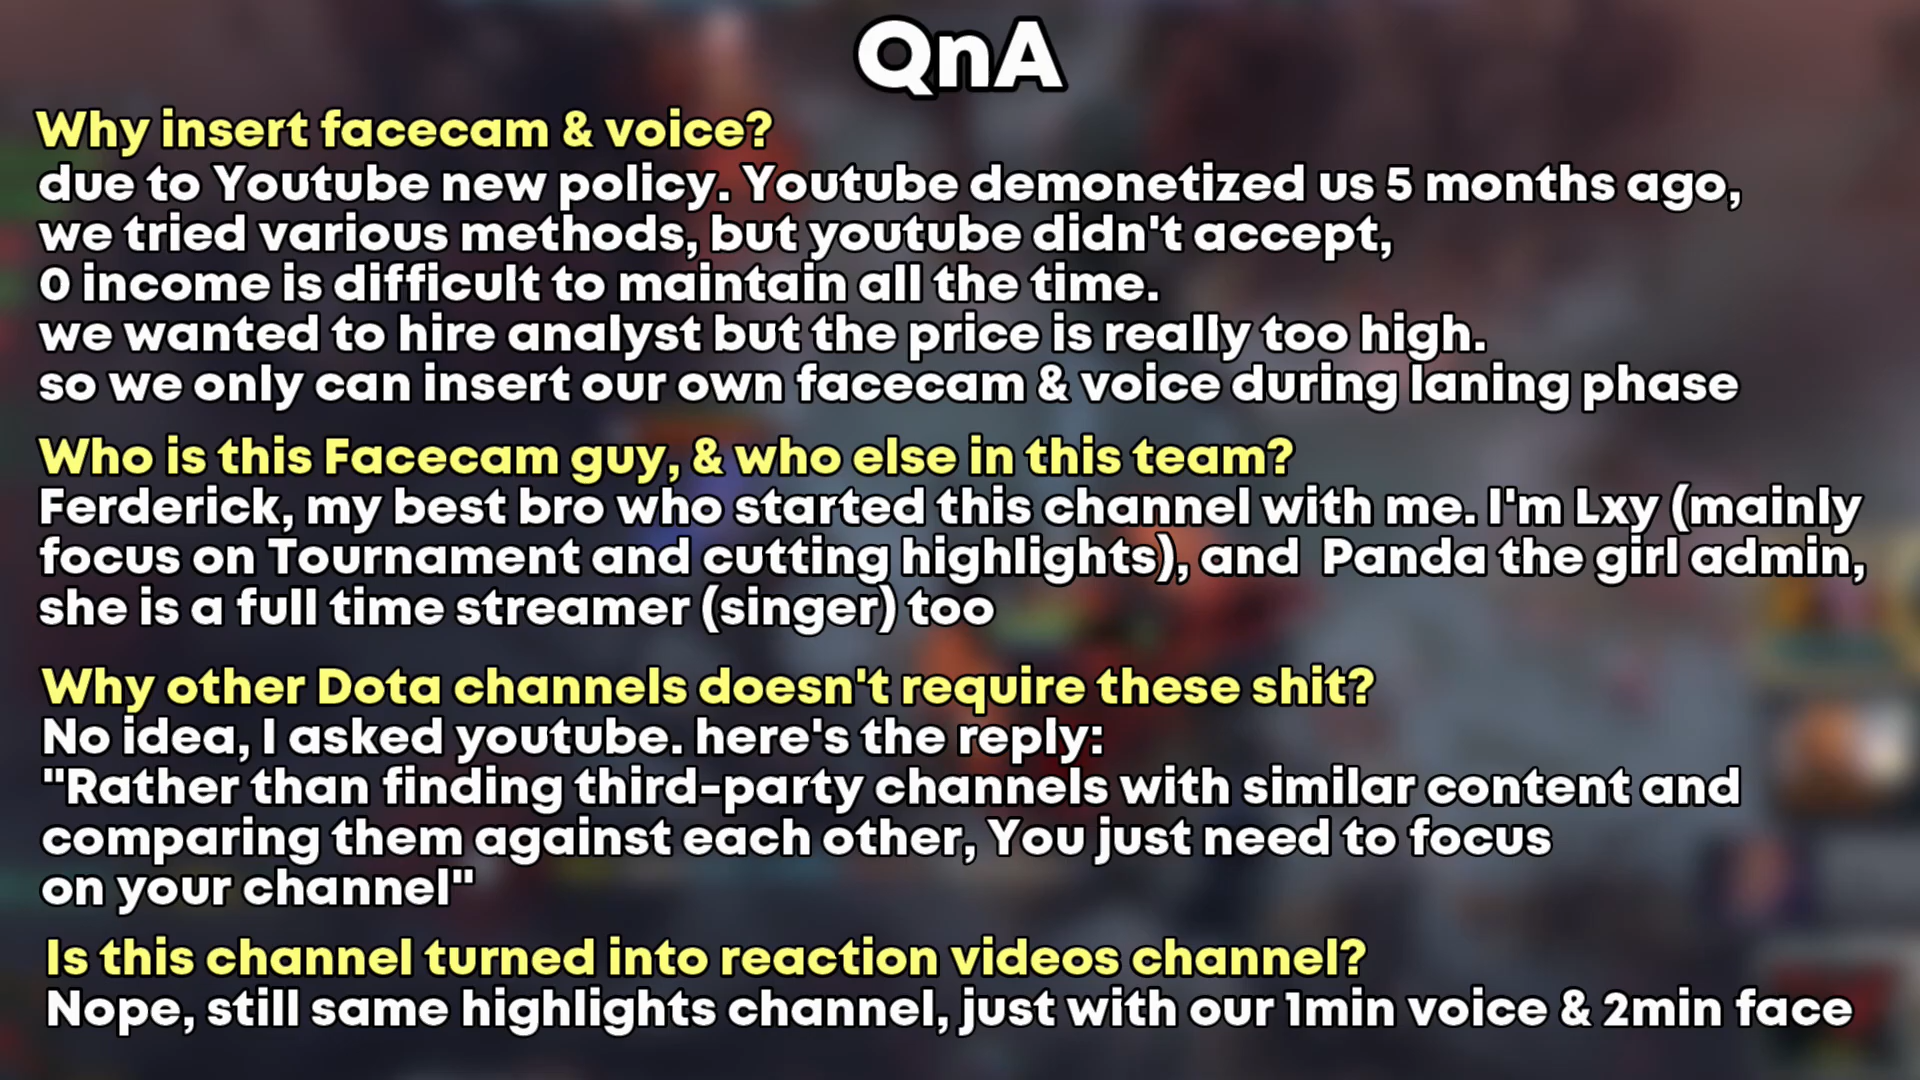 QnA
Why insert facecam & voice?
due to Youtube new policy. Youtube demonetized us 5 months ago,
we tried various methods, but youtube didn't accept,
0 income is difficult to maintain all the time.
we wanted to hire analyst but the price is really too high.
so we only can insert our own facecam & voice during laning phase
Who is this Facecam guy, & who else in this team?
Ferderick, my best bro who started this channel with me. I'm Lxy (mainly
focus on Tournament and cutting highlights), and Panda the girl admin,
she is a full time streamer (singer) too
Why other Dota channels doesn't require these shit?
No idea, I asked youtube. here's the reply:
"Rather than finding third-party channels with similar content and
comparing them against each other, You just need to focus
on your channel"
Is this channel turned into reaction videos channel?
Nope, still same highlights channel, just with our 1min voice & 2min face